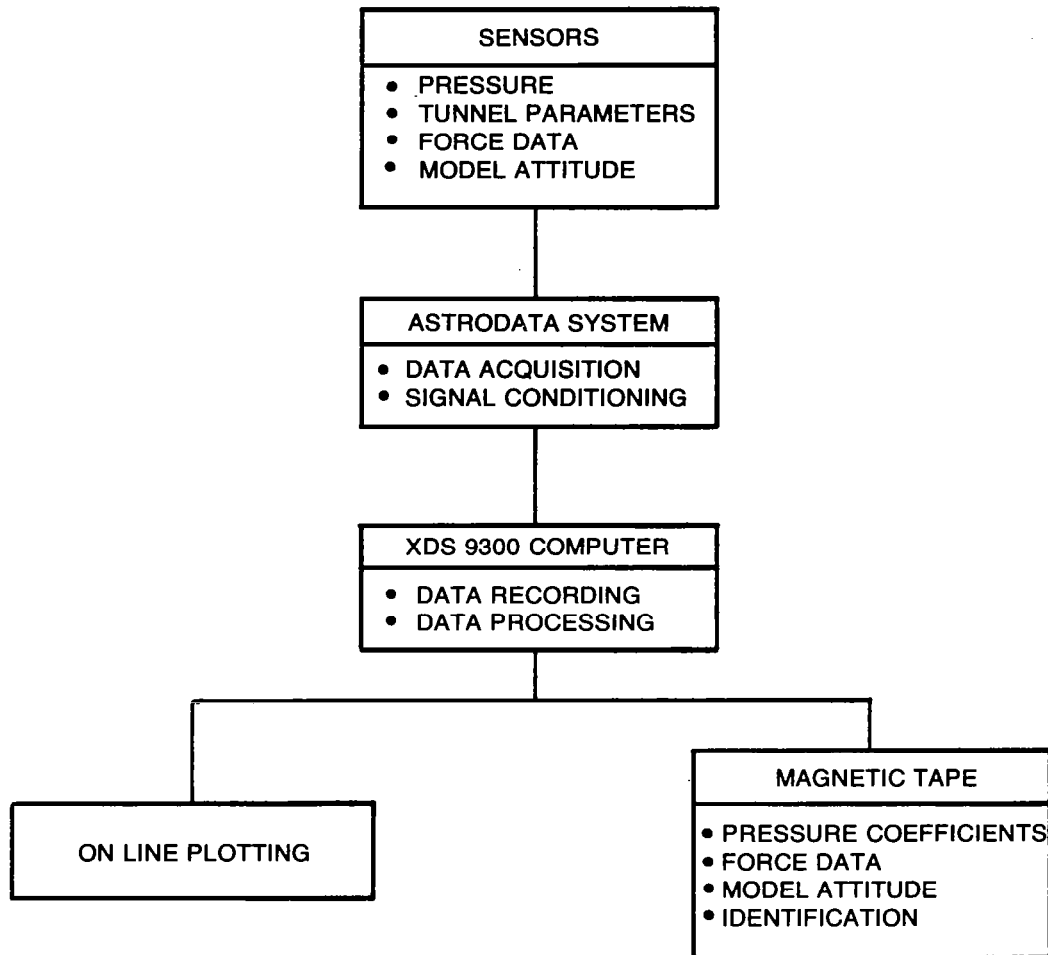 SENSORS
• PRESSURE
• TUNNEL PARAMETERS
• FORCE DATA
• MODEL ATTITUDE
ASTRODATA SYSTEM
• DATA ACQUISITION
• SIGNAL CONDITIONING
XDS 9300 COMPUTER
• DATA RECORDING
• DATA PROCESSING
ON LINE PLOTTING
MAGNETIC TAPE
• PRESSURE COEFFICIENTS
• FORCE DATA
• MODEL ATTITUDE
• IDENTIFICATION